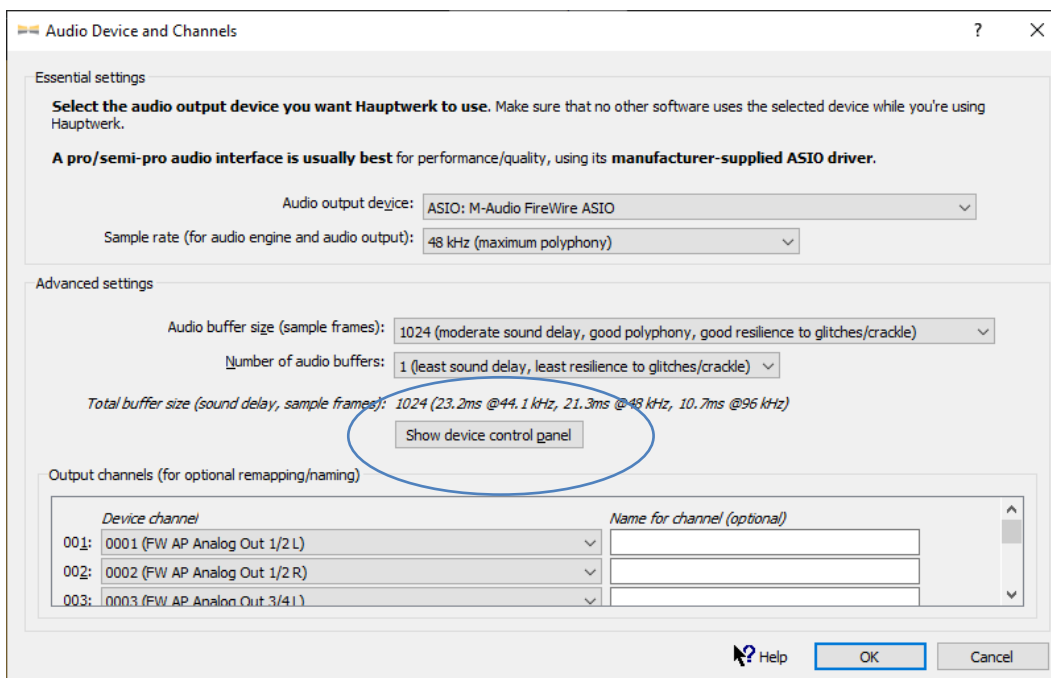 Audio Device and Channels
Essential settings
Select the audio output device you want Hauptwerk to use. Make sure that no other software uses the selected device while you're using
Hauptwerk.
A pro/semi-pro audio interface is usually best for performance/quality, using its manufacturer-supplied ASIO driver.
Audio output device: ASIO: M-Audio FireWire ASIO
Sample rate (for audio engine and audio output): 48 kHz (maximum polyphony)
Advanced settings
Audio buffer size (sample frames): 1024 (moderate sound delay, good polyphony, good resilience to glitches/crackle)
Number of audio buffers: 1 (least sound delay, least resilience to glitches/crackle)
Total buffer size (sound delay, sample frames): 1024 (23.2ms @44.1 kHz, 21.3ms @48 kHz, 10.7ms @96 kHz)
Show device control panel
Output channels (for optional remapping/naming)
Device channel Name for channel (optional)
001: 0001 (FW AP Analog Out 1/2 L)
002: 0002 (FW AP Analog Out 1/2 R)
003: 0003 (FW AP Analog Out 3/4 L)
Help OK Cancel